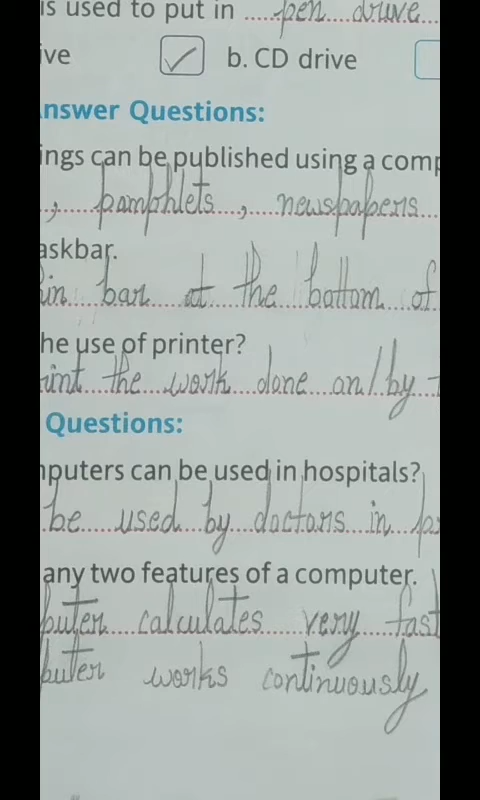 is used to put in ....pen drive...
ive ✓ b. CD drive
nswer Questions:
ings can be published using a comp
, pamphlets , newspapers
askbar.
in bar at the bottom of
he use of printer?
rint the work done on/by
Questions:
nputers can be used in hospitals?
be used by doctors in
any two features of a computer.
puter calculates very fast
puter works continuously